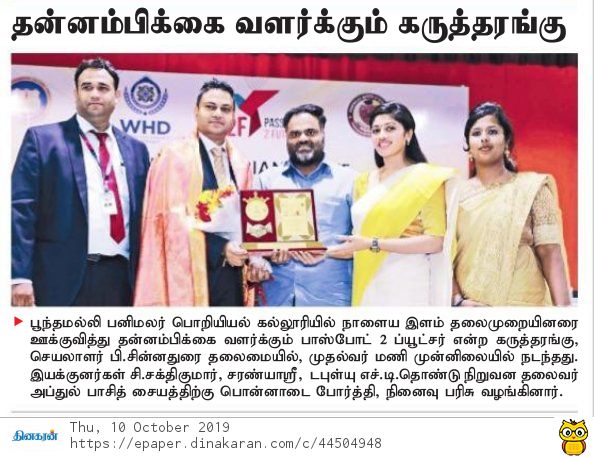 தன்னம்பிக்கை வளர்க்கும் கருத்தரங்கு
WHD
2F
PASS
2 FU
பூந்தமல்லி பனிமலர் பொறியியல் கல்லூரியில் நாளைய இளம் தலைமுறையினரை
ஊக்குவித்து தன்னம்பிக்கை வளர்க்கும் பாஸ்போட் 2 ப்யூட்சர் என்ற கருத்தரங்கு,
செயலாளர் பி.சின்னதுரை தலைமையில், முதல்வர் மணி முன்னிலையில் நடந்தது.
இயக்குனர்கள் சி.சக்திகுமார், சரண்யாஸ்ரீ, டபுள்யு எச்.டி.தொண்டு நிறுவன தலைவர்
அப்துல் பாசித் சையத்திற்கு பொன்னாடை போர்த்தி, நினைவு பரிசு வழங்கினார்.
தினகரன்
Thu, 10 October 2019
https://epaper.dinakaran.com/c/44504948